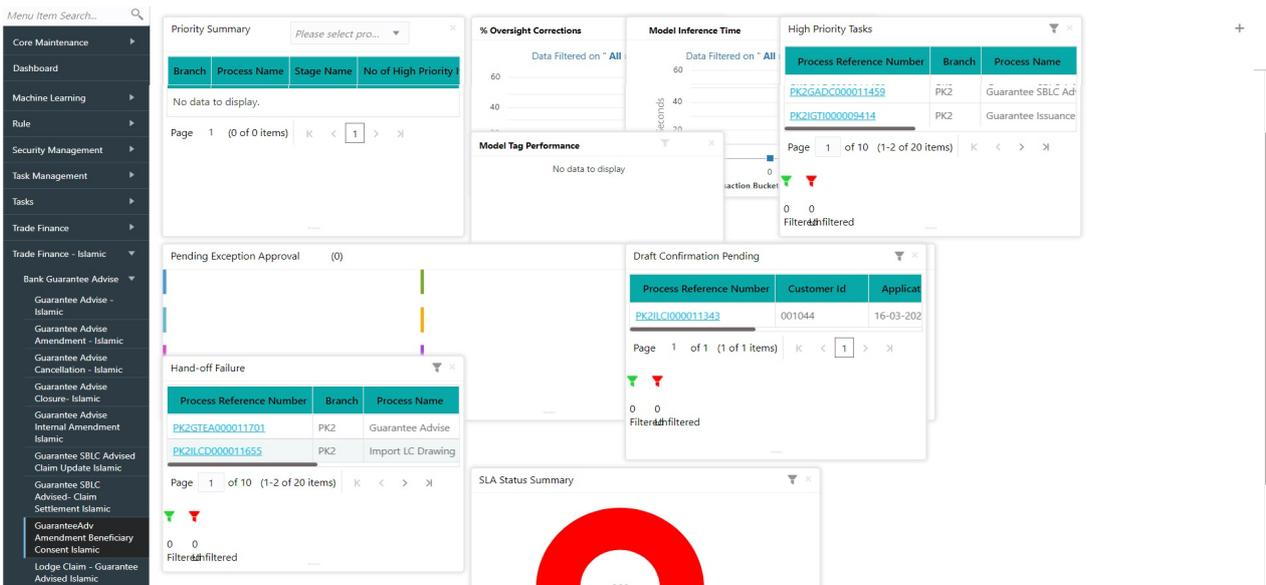 Menu Item Search...
Core Maintenance
Dashboard
Machine Learning
Rule
Security Management
Task Management
Tasks
Trade Finance
Trade Finance - Islamic
Bank Guarantee Advise
Guarantee Advise -
Islamic
Guarantee Advise
Amendment - Islamic
Guarantee Advise
Cancellation - Islamic
Guarantee Advise
Closure- Islamic
Guarantee Advise
Internal Amendment
Islamic
Guarantee SBLC Advised
Claim Update Islamic
Guarantee SBLC
Advised- Claim
Settlement Islamic
GuaranteeAdv
Amendment Beneficiary
Consent Islamic
Lodge Claim - Guarantee
Advised Islamic
Priority Summary
Please select pro...
Branch Process Name Stage Name No of High Priority
No data to display.
Page 1 (0 of 0 items) 1
% Oversight Corrections
Data Filtered on " All
60
40
Model Inference Time
Data Filtered on " All
60
40
20
0
Model Tag Performance
No data to display
High Priority Tasks
Process Reference Number Branch Process Name
PK2GADC000011459 PK2 Guarantee SBLC Adv
PK2IGTI000009414 PK2 Guarantee Issuance
Page 1 of 10 (1-2 of 20 items)
0 0
Filtered Unfiltered
Pending Exception Approval (0)
Draft Confirmation Pending
Process Reference Number Customer Id Applicat
PK2ILCI000011343 001044 16-03-202
Page 1 of 1 (1 of 1 items) 1
0 0
Filtered Unfiltered
Hand-off Failure
Process Reference Number Branch Process Name
PK2GTEA000011701 PK2 Guarantee Advise
PK2ILCD000011655 PK2 Import LC Drawing
Page 1 of 10 (1-2 of 20 items)
0 0
Filtered Unfiltered
SLA Status Summary